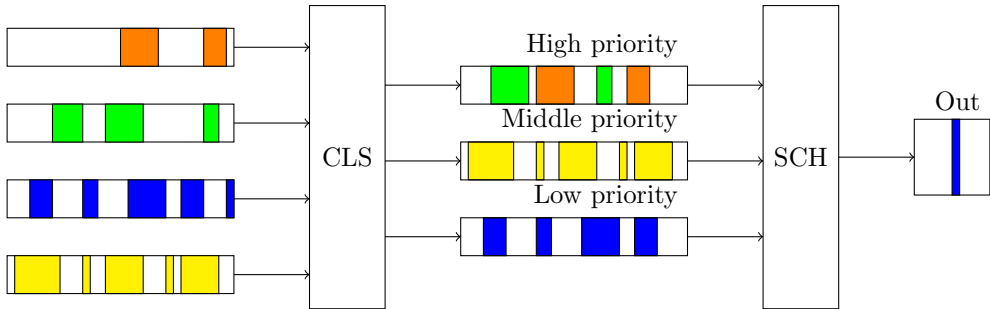 High priority
Out
Middle priority
CLS
SCH
Low priority